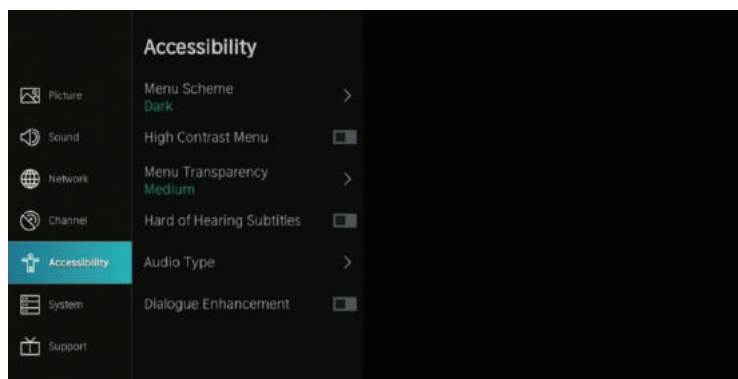 Accessibility
Picture
Sound
Network
Channel
Accessibility
System
Support
Menu Scheme
Dark
High Contrast Menu
Menu Transparency
Medium
Hard of Hearing Subtitles
Audio Type
Dialogue Enhancement